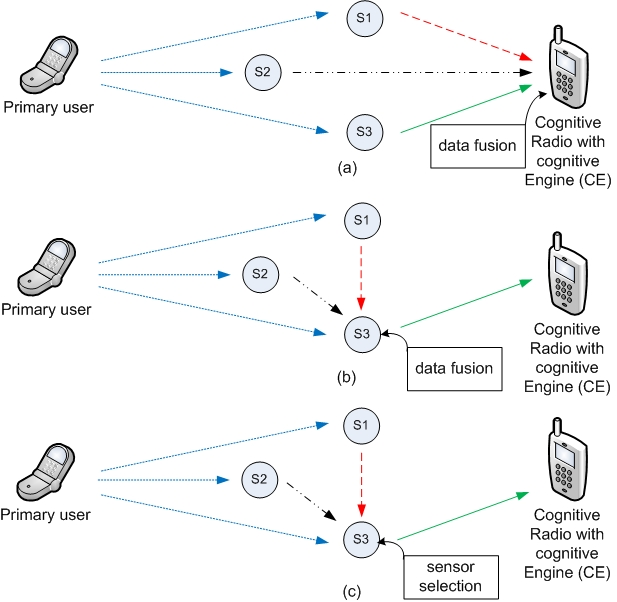 S1
S2
Primary user
S3
data fusion
Cognitive
Radio with
cognitive
Engine (CE)
(a)
S1
S2
Primary user
S3
data fusion
Cognitive
Radio with
cognitive
Engine (CE)
(b)
S1
S2
Primary user
S3
sensor
selection
Cognitive
Radio with
cognitive
Engine (CE)
(c)